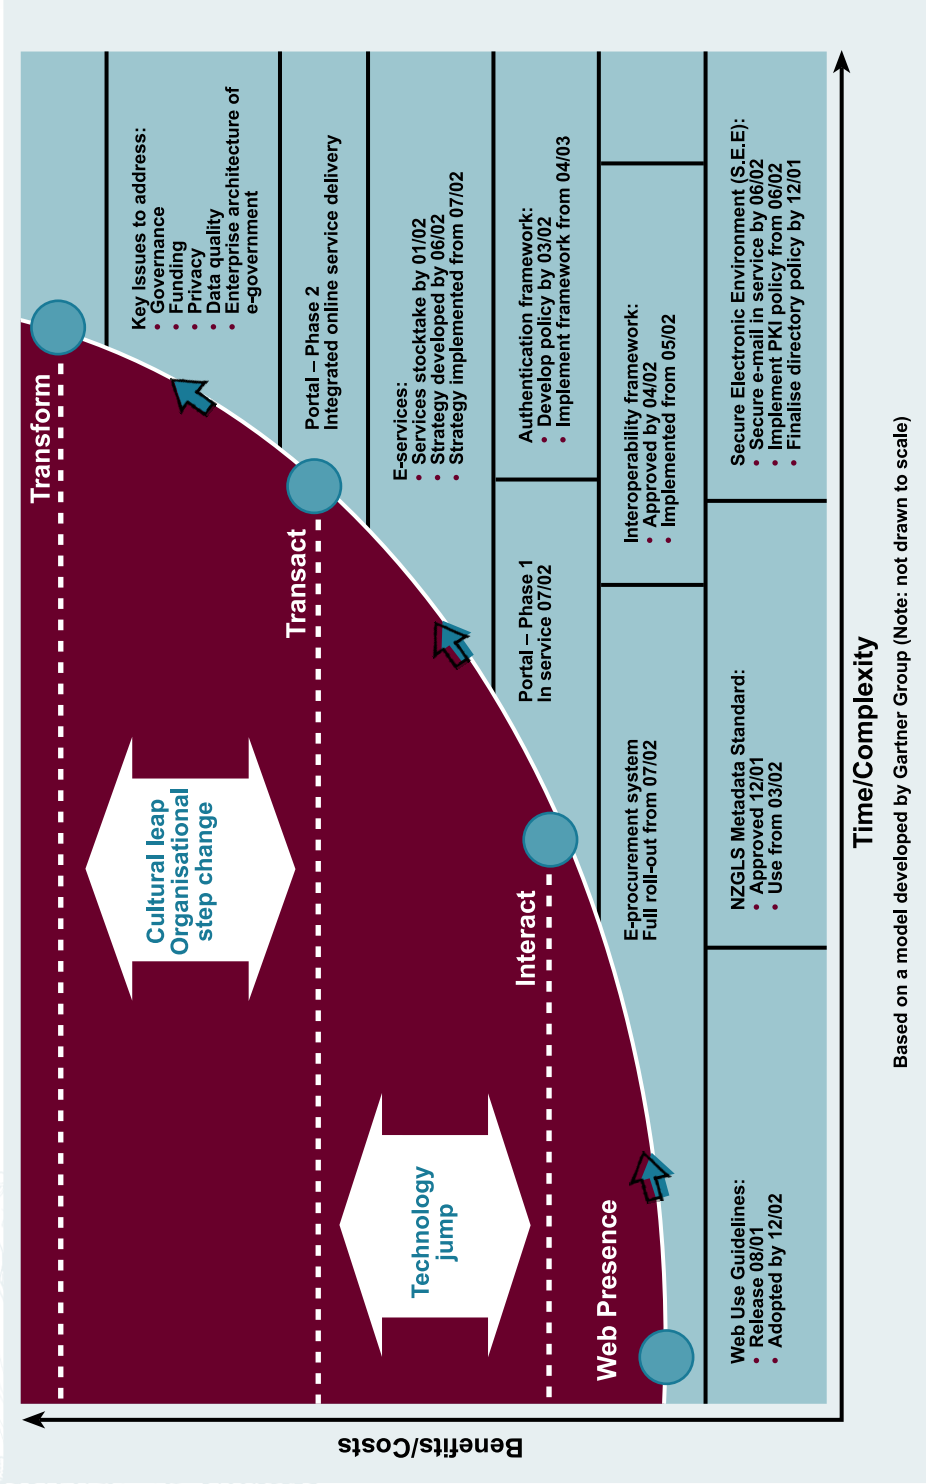 Transform
Key Issues to address:
• Governance
• Funding
• Privacy
• Data quality
• Enterprise architecture of
e-government
Cultural leap
Organisational
step change
Transact
Portal – Phase 2
Integrated online service delivery
E-services:
• Services stocktake by 01/02
• Strategy developed by 06/02
• Strategy implemented from 07/02
Technology
jump
Interact
Portal – Phase 1
In service 07/02
Authentication framework:
• Develop policy by 03/02
• Implement framework from 04/03
Web Presence
E-procurement system
Full roll-out from 07/02
Interoperability framework:
• Approved by 04/02
• Implemented from 05/02
Web Use Guidelines:
• Release 08/01
• Adopted by 12/02
NZGLS Metadata Standard:
• Approved 12/01
• Use from 03/02
Secure Electronic Environment (S.E.E):
• Secure e-mail in service by 06/02
• Implement PKI policy from 06/02
• Finalise directory policy by 12/01
Benefits/Costs
Time/Complexity
Based on a model developed by Gartner Group (Note: not drawn to scale)